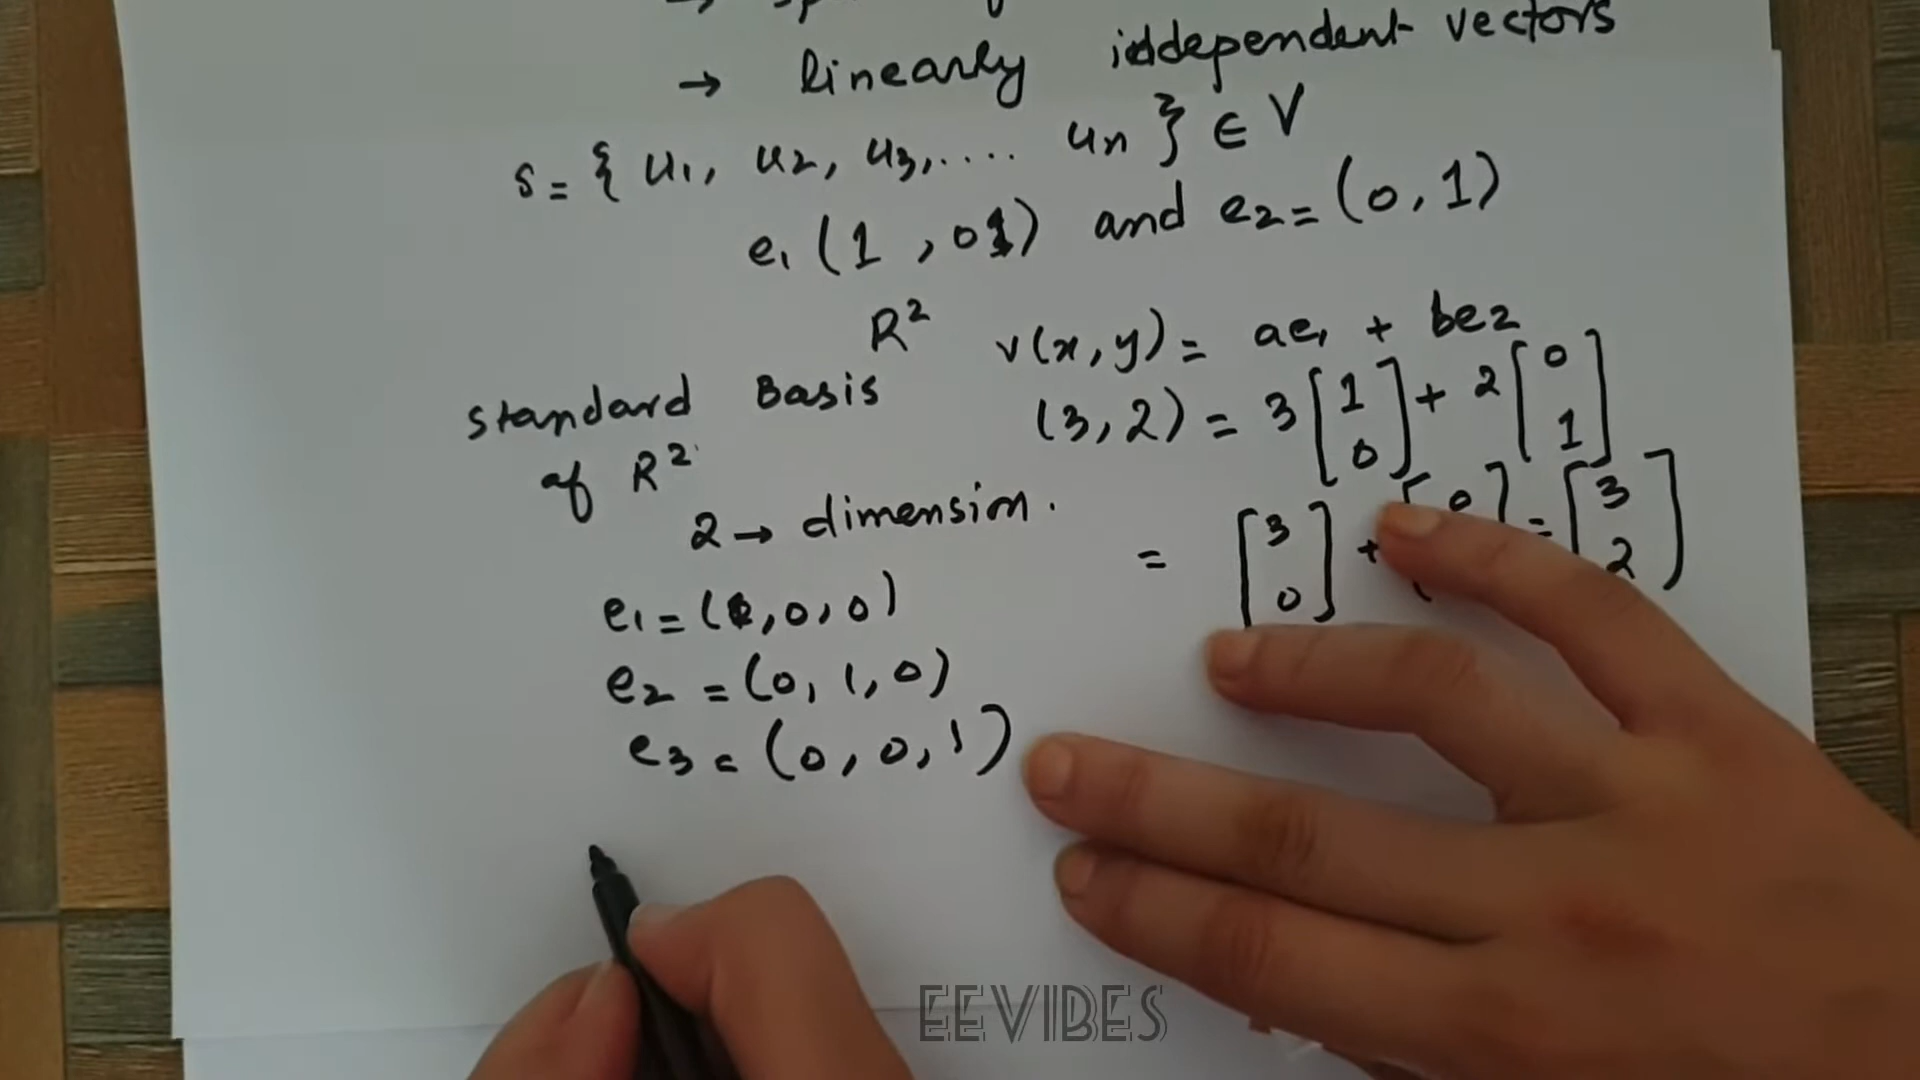 →
→ linearly iddependent vectors
S = { u1, u2, u3, .... un } ∈ V
e1 (1 , 01) and e2 = (0, 1)
R² v(x, y) = ae1 + be2
standard Basis (3, 2) = 3 [1 0] + 2 [0 1]
of R²
2 → dimension. = [3 0] + [0 = [3 2]
e1 = (1, 0, 0)
e2 = (0, 1, 0)
e3 = (0, 0, 1)
EEVIBES